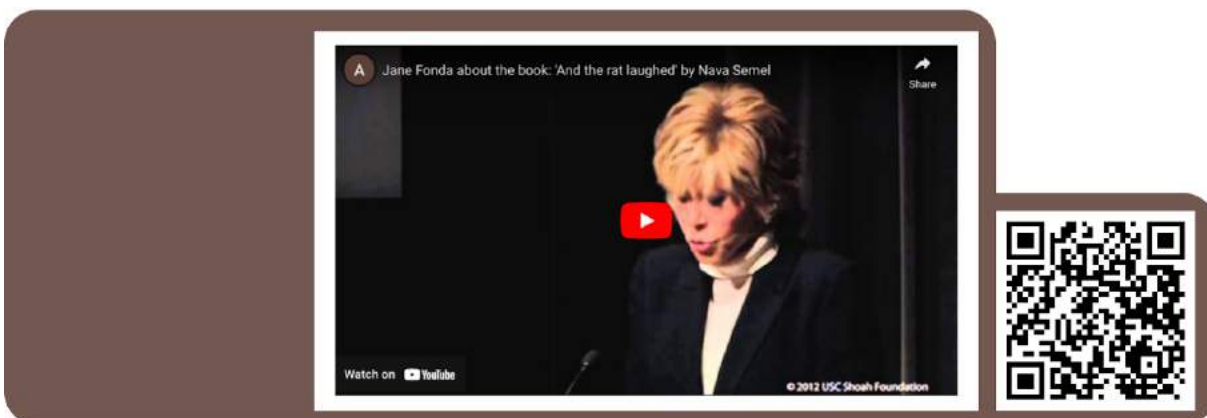 A
Jane Fonda about the book: 'And the rat laughed' by Nava Semel
Share
Watch on YouTube
© 2012 USC Shoah Foundation